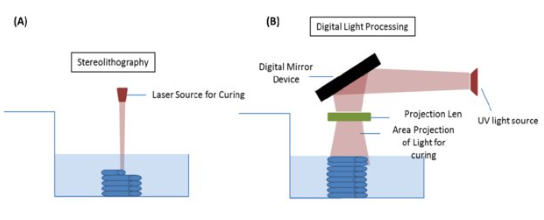 (A)
Stereolithography
Laser Source for Curing
(B)
Digital Light Processing
Digital Mirror
Device
Projection Len
Area Projection
of Light for
curing
UV light source